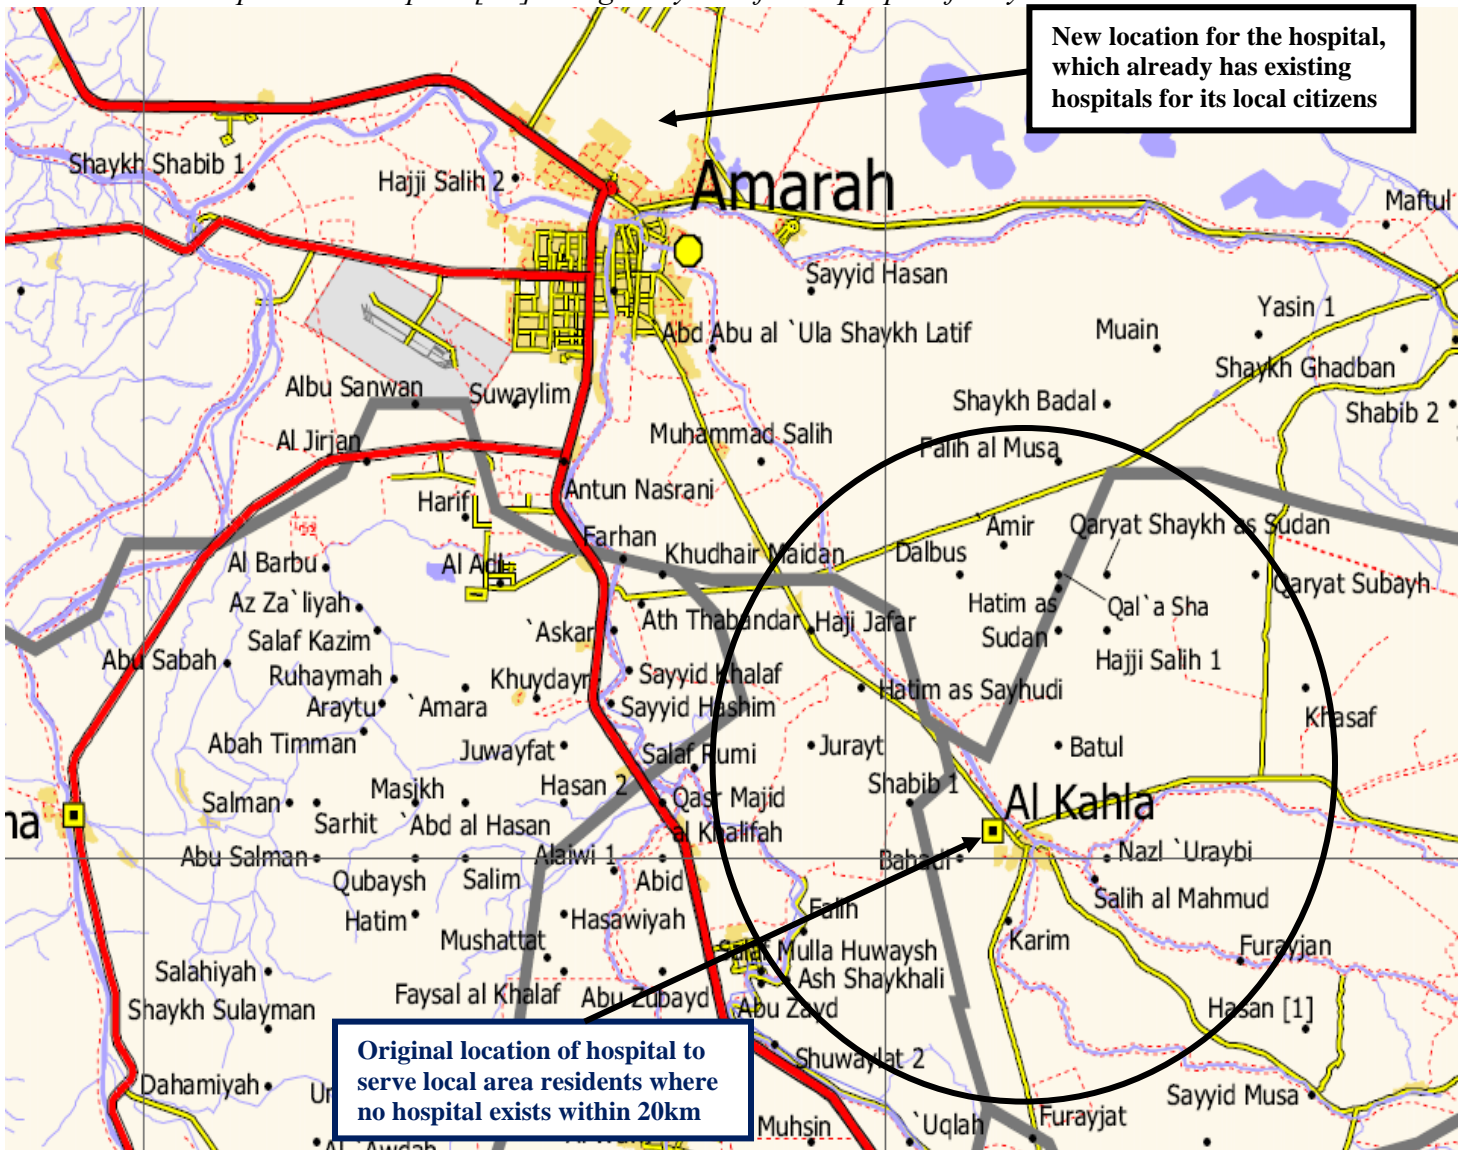 New location for the hospital,
which already has existing
hospitals for its local citizens
Shaykh Shabib 1
Hajji Salih 2
Amarah
Maftul
Sayyid Hasan
Yasin 1
Abd Abu al `Ula Shaykh Latif
Muain
Shaykh Ghadban
Albu Sanwan
Suwaylim
Shaykh Badal
Shabib 2
Al Jirjan
Muhammad Salih
Falih al Musa
Harif
Antun Nasrani
`Amir
Qaryat Shaykh as Sudan
Farhan
Khudhair Maidan
Dalbus
Al Barbu
Al Adl
Qaryat Subayh
Az Za`liyah
Ath Thabandar
Haji Jafar
Hatim as
Sudan
Qal`a Sha
Salaf Kazim
`Askar
Abu Sabah
Hajji Salih 1
Ruhaymah
Khuydayr
Sayyid Khalaf
Hatim as Sayhudi
Araytu
`Amara
Sayyid Hashim
Khasaf
Abah Timman
Juwayfat
Salaf Rumi
Jurayt
Batul
Masikh
Hasan 2
Shabib 1
Salman
Qasr Majid
al Khalifah
Al Kahla
na
Sarhit
`Abd al Hasan
Abu Salman
Alaiwi 1
Bahadi
Nazl `Uraybi
Qubaysh
Salim
Abid
Salih al Mahmud
Hatim
Hasawiyah
Falih
Karim
Mushattat
Salaf Mulla Huwaysh
Furayjan
Salahiyah
Ash Shaykhali
Faysal al Khalaf
Abu Zubayd
Shaykh Sulayman
Abu Zayd
Hasan [1]
Original location of hospital to
serve local area residents where
no hospital exists within 20km
Shuwaylat 2
Dahamiyah
Sayyid Musa
Muhsin
`Uqlah
Furayjat